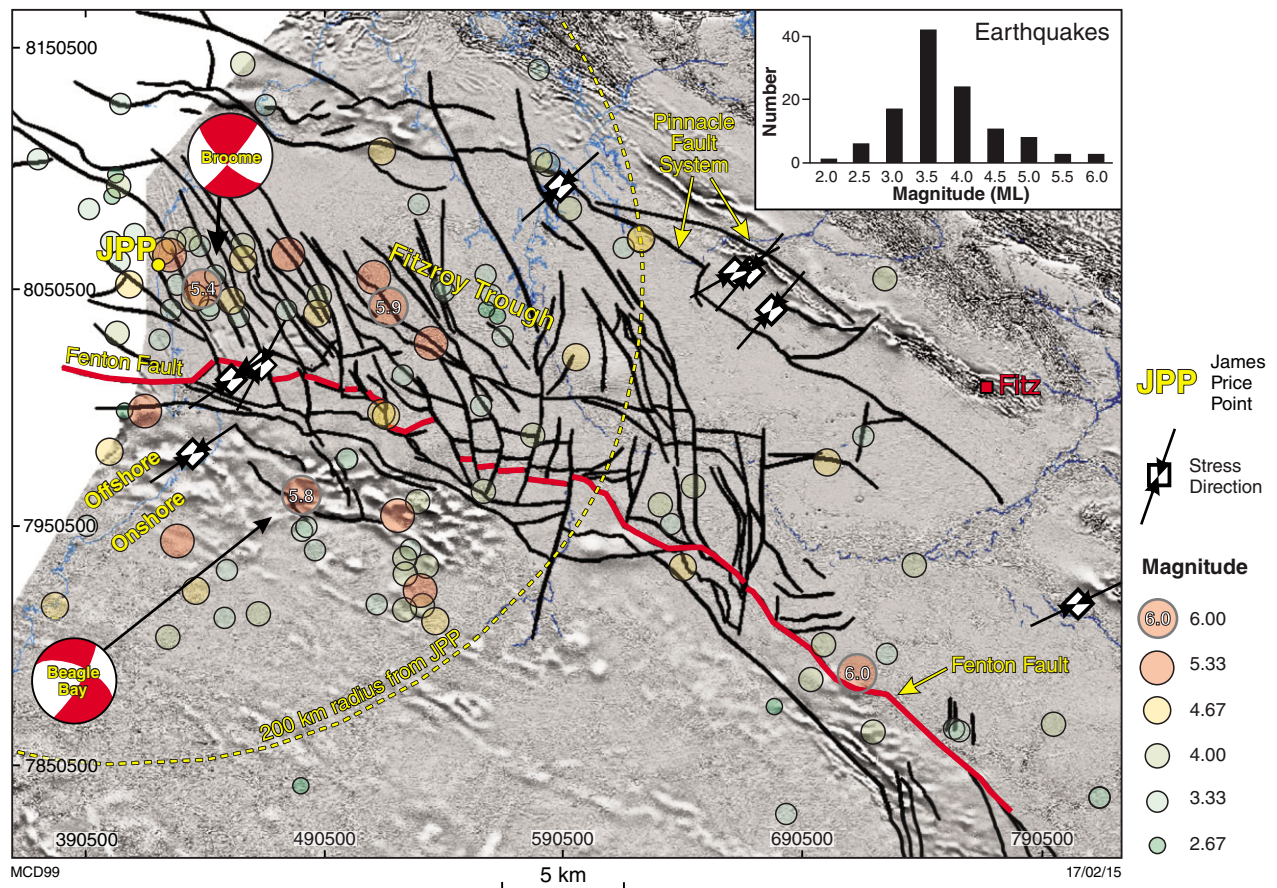 8150500
8050500
7950500
7850500
390500
490500
590500
690500
790500
Earthquakes
Number
40
20
0
2.0 2.5 3.0 3.5 4.0 4.5 5.0 5.5 6.0
Magnitude (ML)
Pinnacle
Fault
System
Broome
JPP
5.4
5.9
Fitzroy Trough
Fenton Fault
Fitz
Offshore
Onshore
5.8
Beagle
Bay
200 km radius from JPP
6.0
Fenton Fault
JPP
James
Price
Point
Stress
Direction
Magnitude
6.0 6.00
5.33
4.67
4.00
3.33
2.67
MCD99
5 km
17/02/15